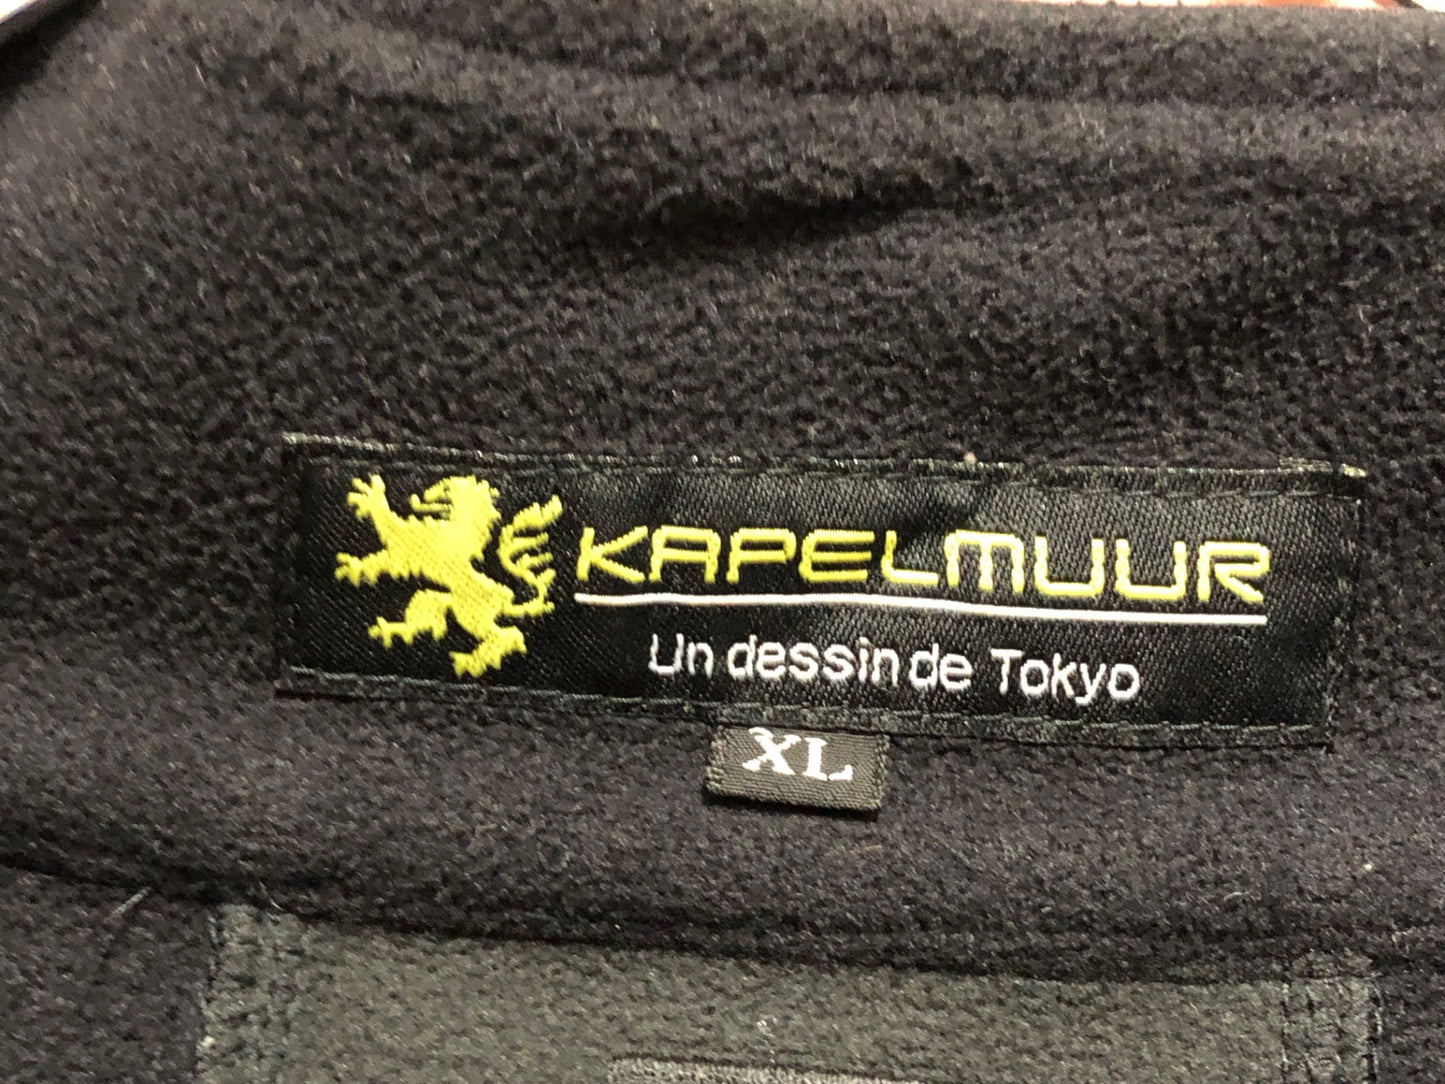 KAPELMUUR
Un dessin de Tokyo
XL